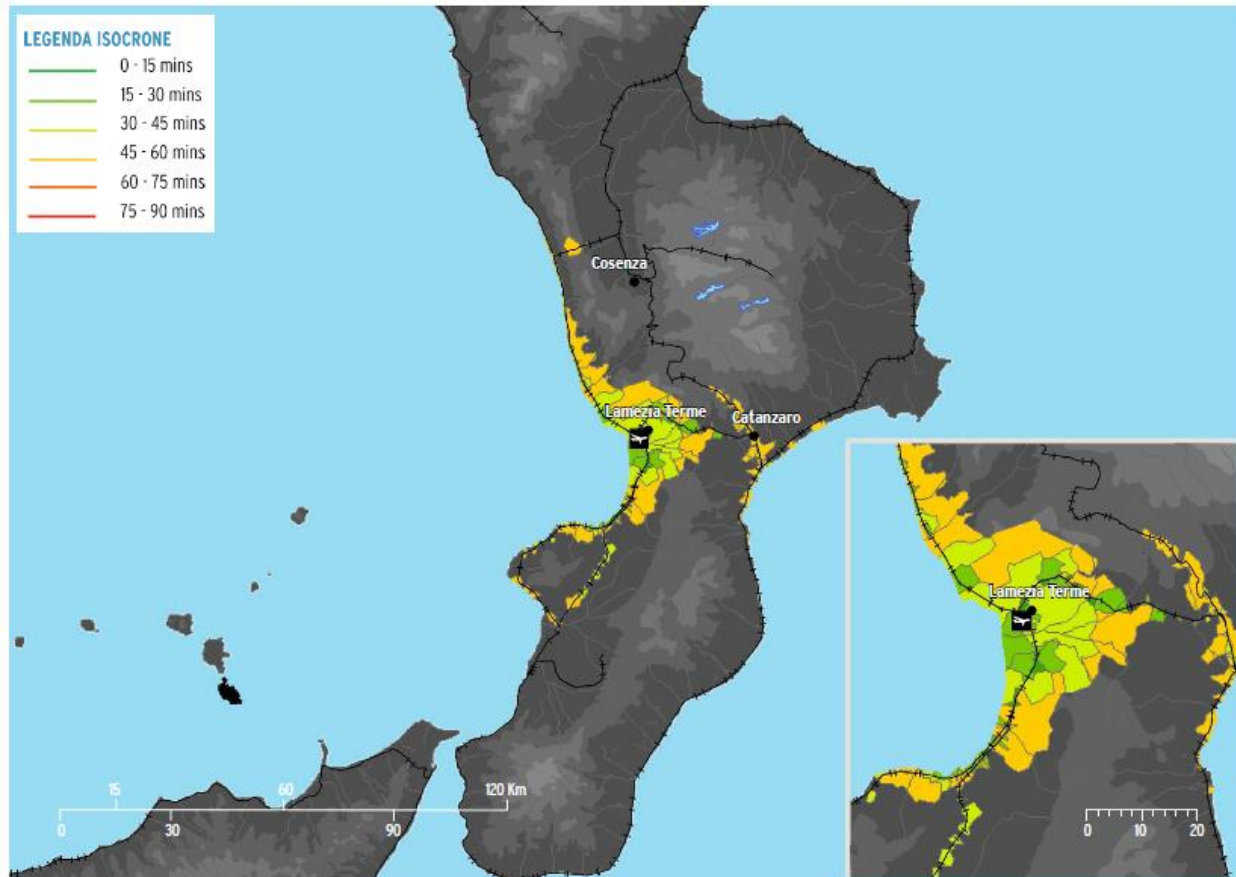 LEGENDA ISOCRONE
0 - 15 mins
15 - 30 mins
30 - 45 mins
45 - 60 mins
60 - 75 mins
75 - 90 mins
Cosenza
Lamezia Terme
Catanzaro
Lamezia Terme
15
60
120 Km
0
30
90
0
20